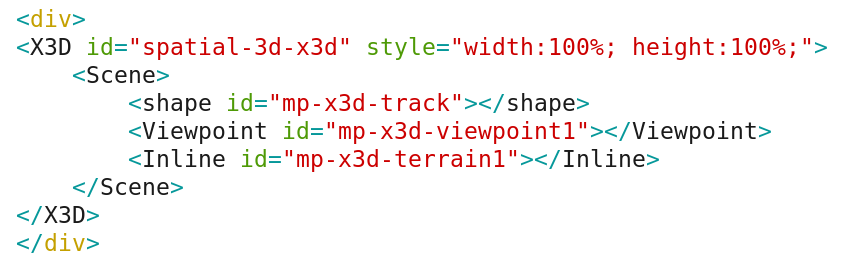 <div>
<X3D id="spatial-3d-x3d" style="width:100%; height:100%;">
    <Scene>
        <shape id="mp-x3d-track"></shape>
        <Viewpoint id="mp-x3d-viewpoint1"></Viewpoint>
        <Inline id="mp-x3d-terrain1"></Inline>
    </Scene>
</X3D>
</div>